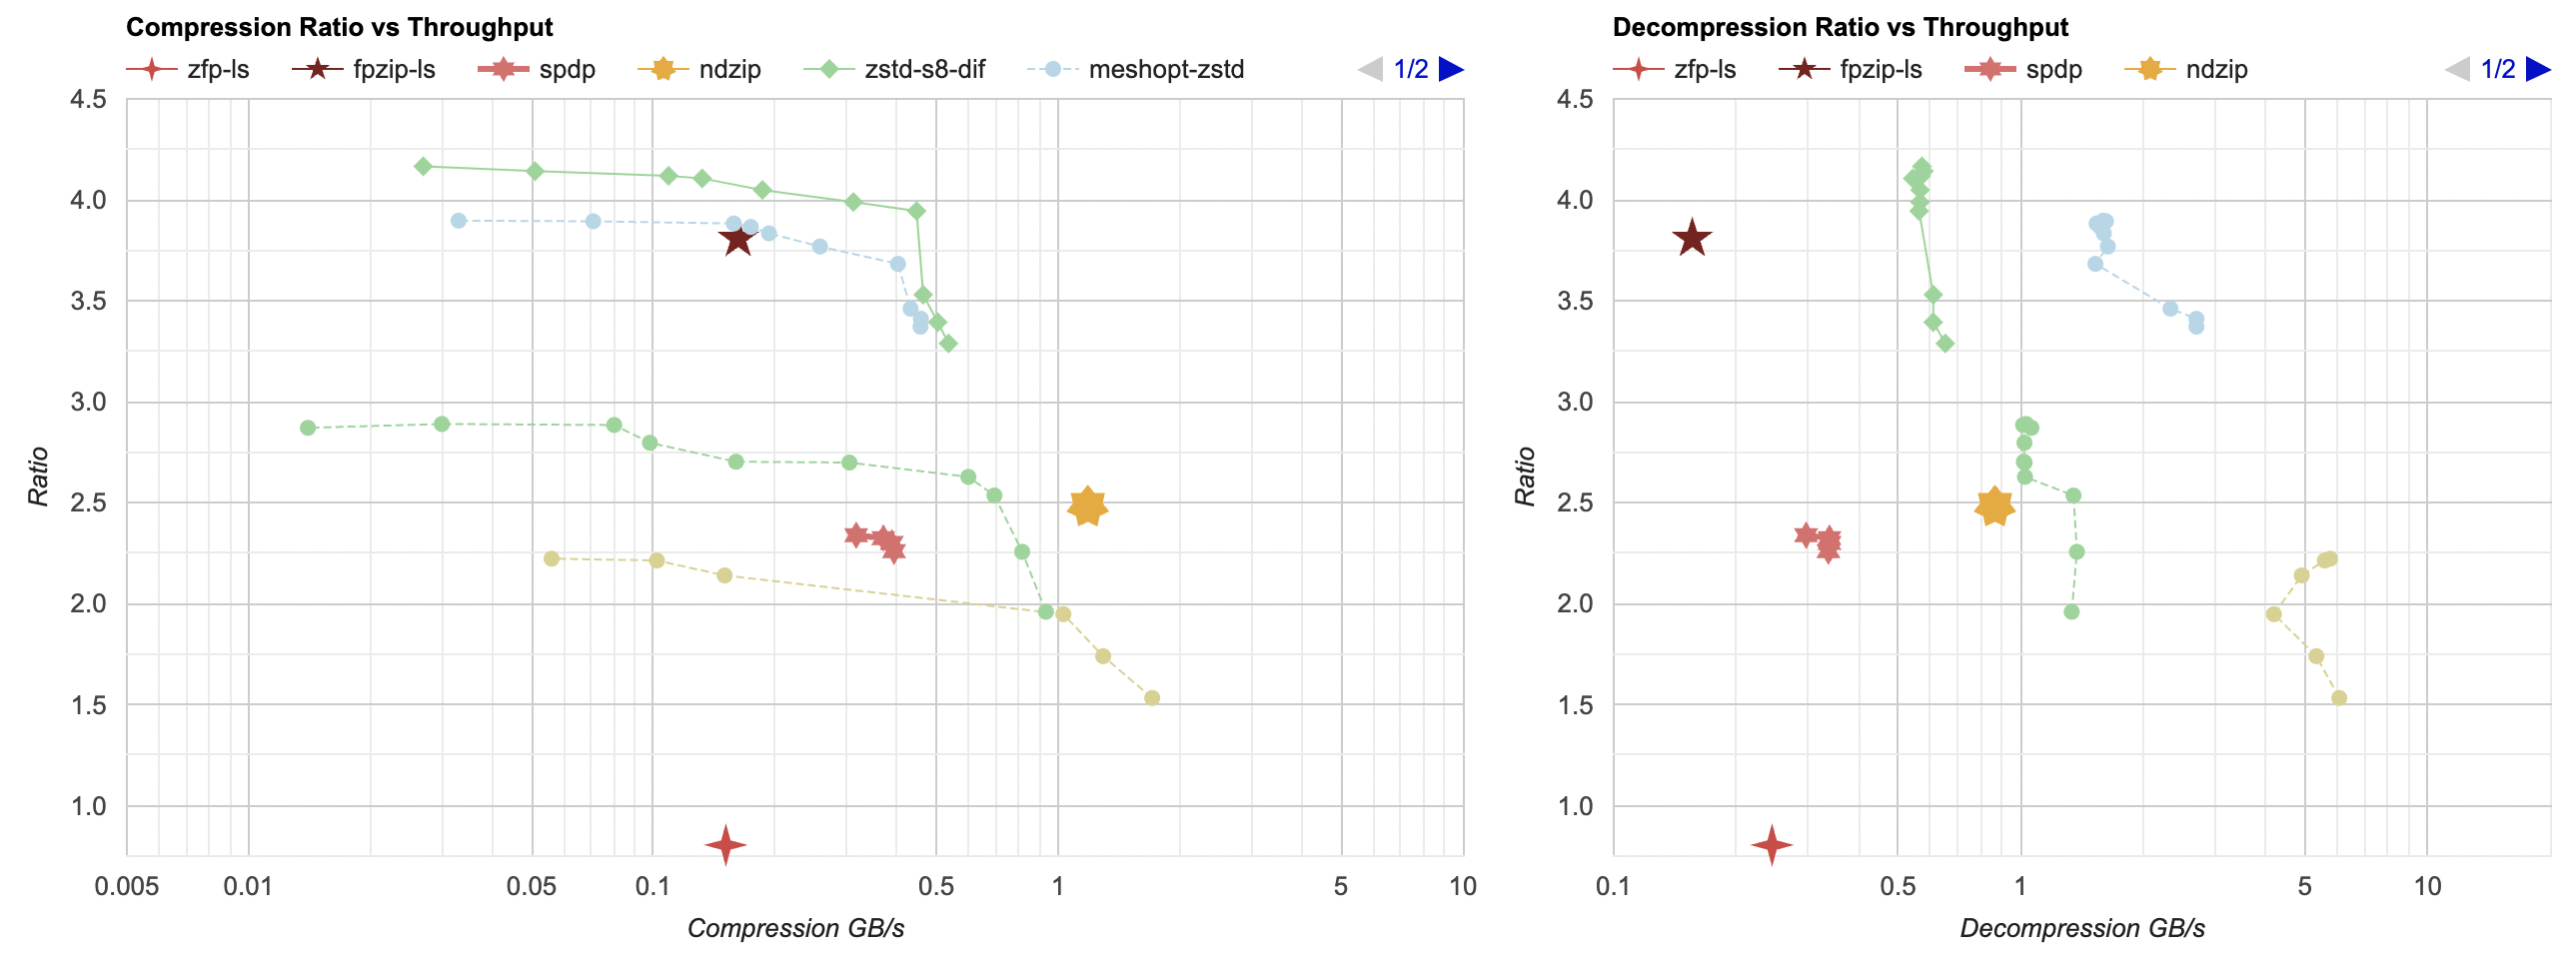 Compression Ratio vs Throughput
zfp-ls fpzip-ls spdp ndzip zstd-s8-dif meshopt-zstd 1/2
4.5
4.0
3.5
3.0
2.5
2.0
1.5
1.0
Ratio
0.005 0.01 0.05 0.1 0.5 1 5 10
Compression GB/s
Decompression Ratio vs Throughput
zfp-ls fpzip-ls spdp ndzip 1/2
4.5
4.0
3.5
3.0
2.5
2.0
1.5
1.0
Ratio
0.1 0.5 1 5 10
Decompression GB/s